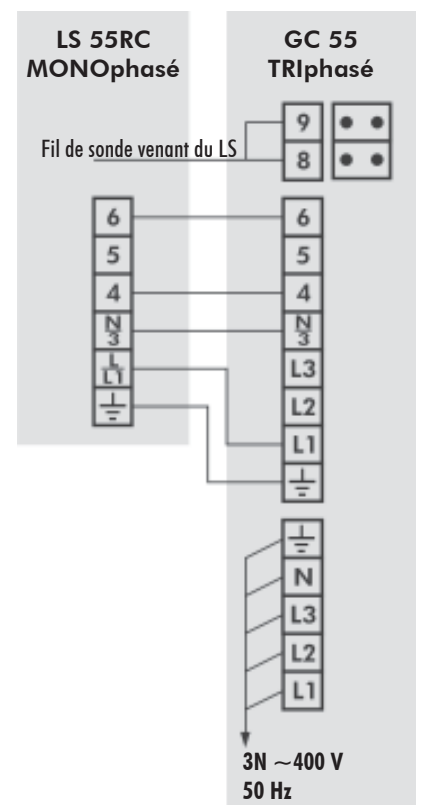 LS 55RC
MONOphasé
GC 55
TRIphasé
9
Fil de sonde venant du LS
8
6
6
5
5
4
4
N
3
N
3
L
L1
L3
L2
L1
N
L3
L2
L1
3N ~400 V
50 Hz